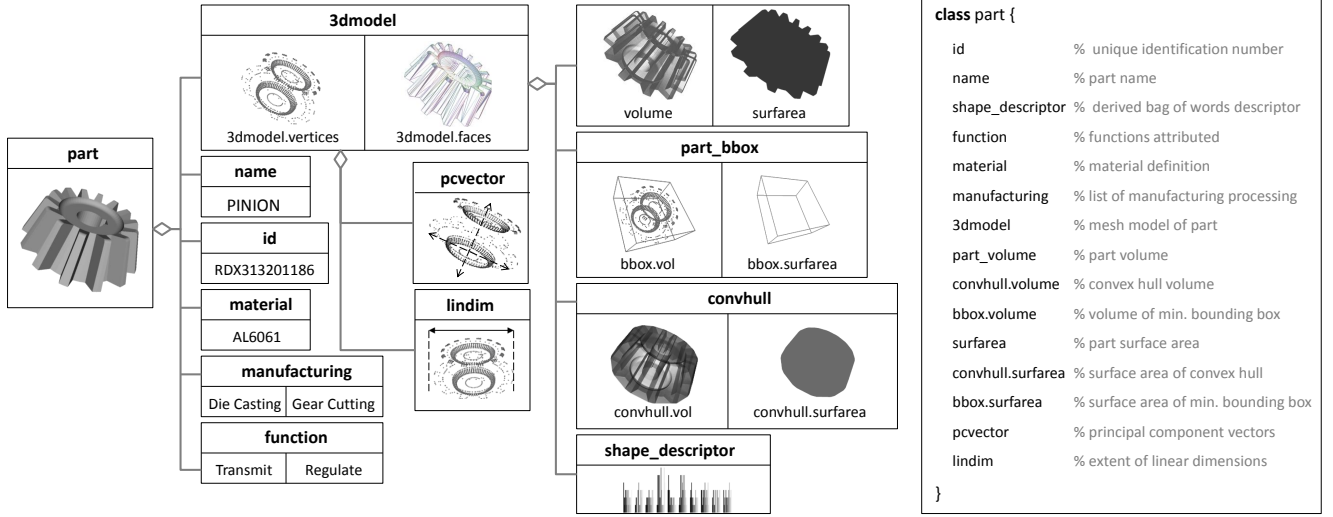 part
3dmodel
3dmodel.vertices 3dmodel.faces
name
PINION
id
RDX313201186
material
AL6061
manufacturing
Die Casting Gear Cutting
function
Transmit Regulate
pcvector
lindim
volume surfarea
part_bbox
bbox.vol bbox.surfarea
convhull
convhull.vol convhull.surfarea
shape_descriptor
class part {
id % unique identification number
name % part name
shape_descriptor % derived bag of words descriptor
function % functions attributed
material % material definition
manufacturing % list of manufacturing processing
3dmodel % mesh model of part
part_volume % part volume
convhull.volume % convex hull volume
bbox.volume % volume of min. bounding box
surfarea % part surface area
convhull.surfarea % surface area of convex hull
bbox.surfarea % surface area of min. bounding box
pcvector % principal component vectors
lindim % extent of linear dimensions
}